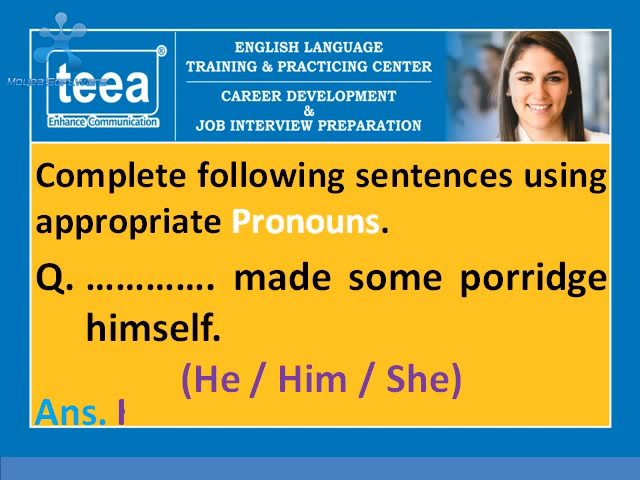 ENGLISH LANGUAGE
TRAINING & PRACTICING CENTER
CAREER DEVELOPMENT
&
JOB INTERVIEW PREPARATION
teea®
Enhance Communication
Complete following sentences using
appropriate Pronouns.
Q. …………. made some porridge
himself.
(He / Him / She)
Ans.